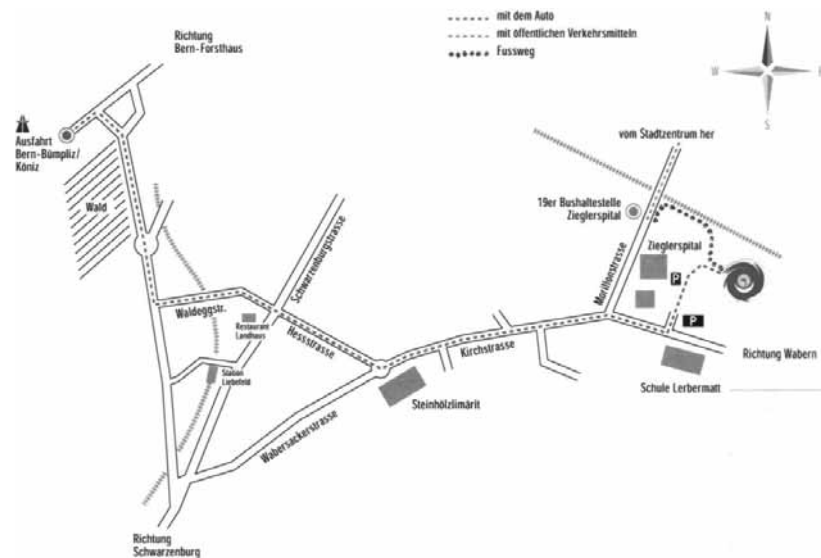 mit dem Auto
mit öffentlichen Verkehrsmitteln
Fussweg
N
W
S
Richtung
Bern-Forsthaus
Ausfahrt
Bern-Bümpliz/
Köniz
Wald
vom Stadtzentrum her
19er Bushaltestelle
Zieglerspital
Zieglerspital
P
P
Morillonstrasse
Schwarzenburgstrasse
Waldeggstr.
Restaurant
Landhaus
Hessstrasse
Kirchstrasse
Richtung Wabern
Station
Liebefeld
Schule Lerbermatt
Steinhölzlimärit
Wabersackerstrasse
Richtung
Schwarzenburg